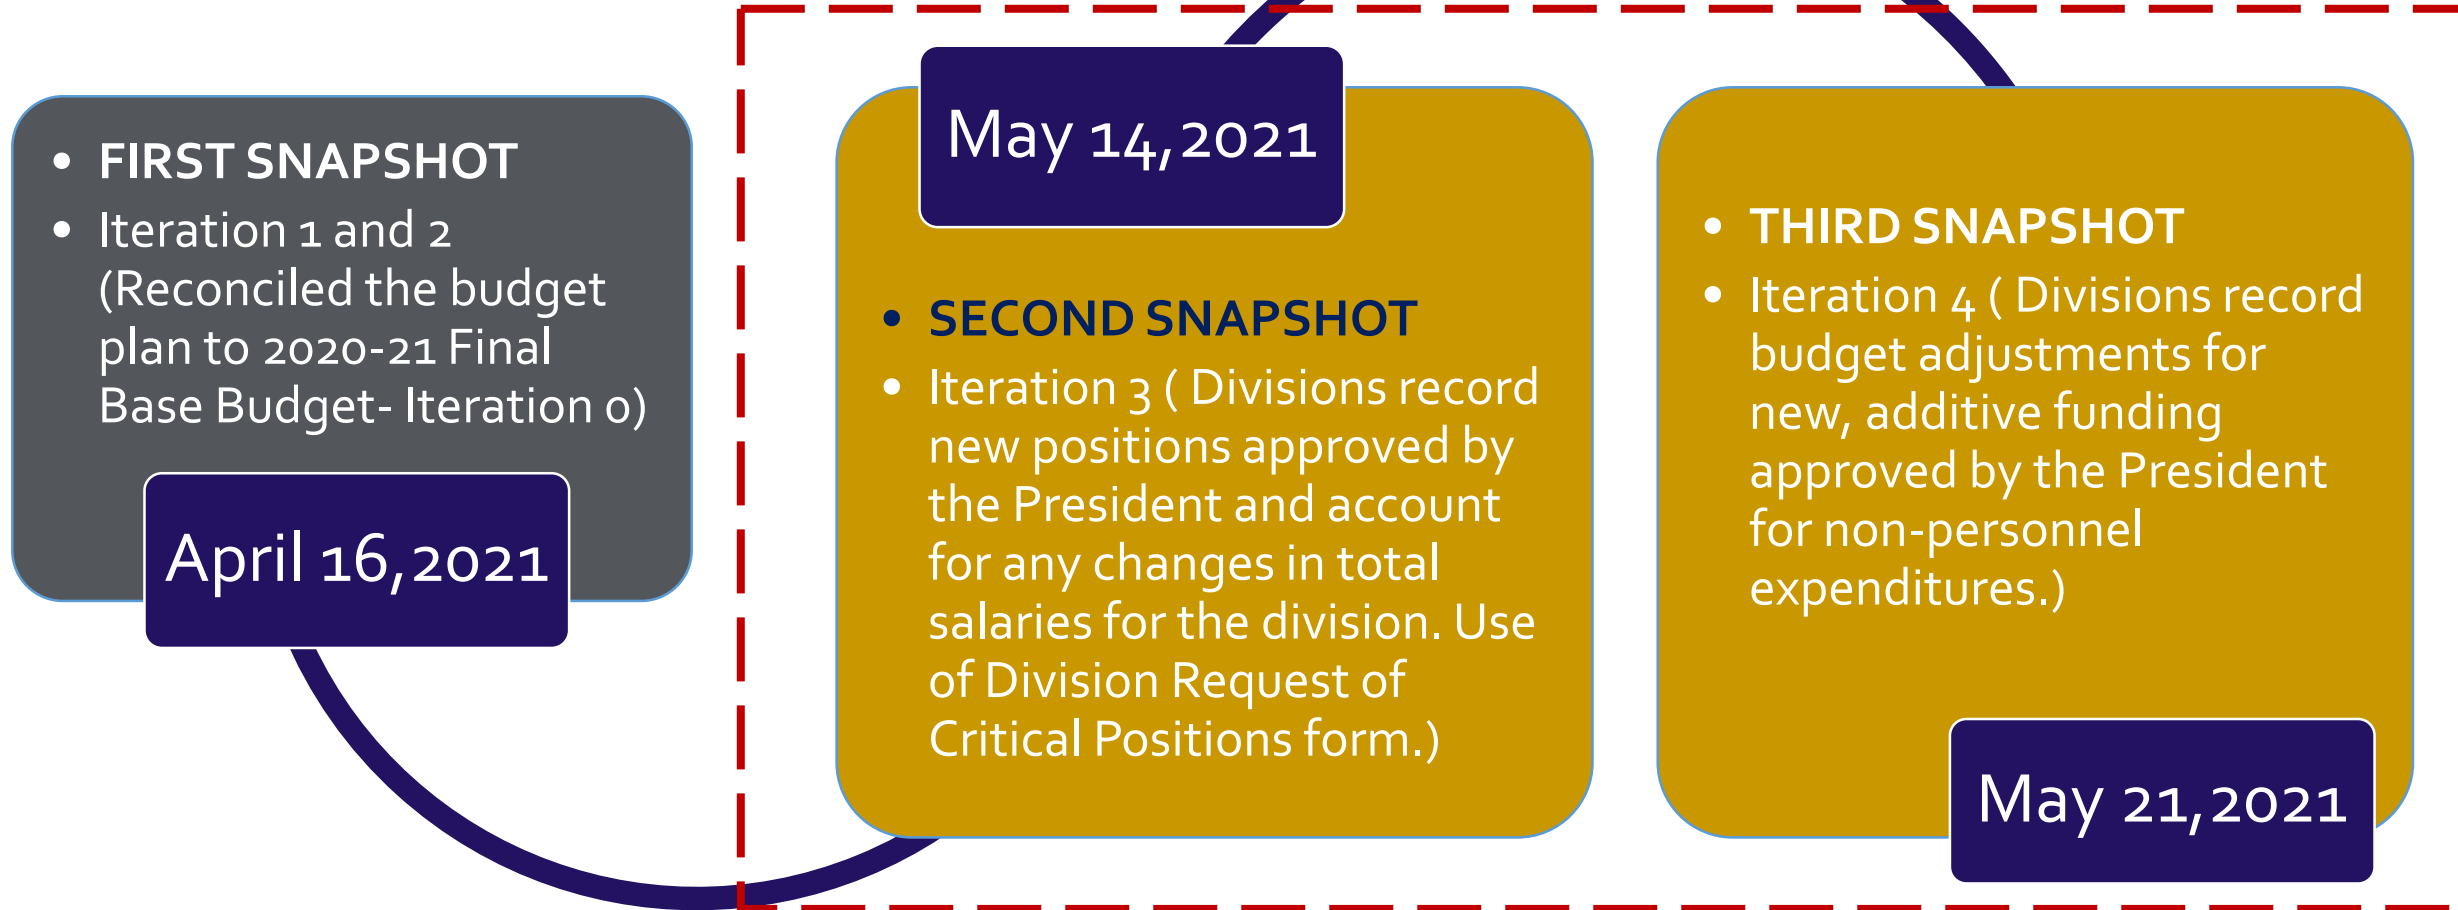 • FIRST SNAPSHOT
• Iteration 1 and 2
(Reconciled the budget
plan to 2020-21 Final
Base Budget- Iteration 0)
April 16,2021
May 14,2021
• SECOND SNAPSHOT
• Iteration 3 ( Divisions record
new positions approved by
the President and account
for any changes in total
salaries for the division. Use
of Division Request of
Critical Positions form.)
• THIRD SNAPSHOT
• Iteration 4 ( Divisions record
budget adjustments for
new, additive funding
approved by the President
for non-personnel
expenditures.)
May 21,2021